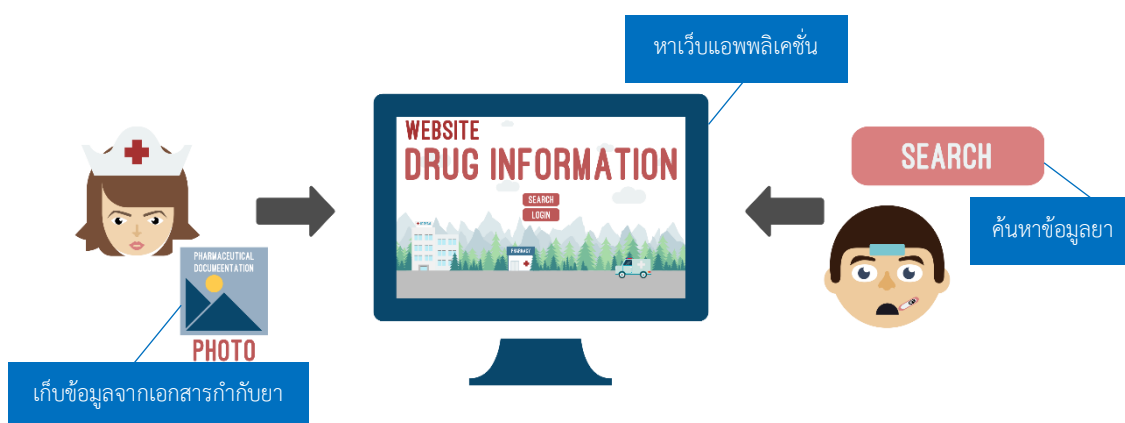 หาเว็บแอพพลิเคชั่น
WEBSITE
DRUG INFORMATION
SEARCH
LOGIN
PHARMACY
SEARCH
ค้นหาข้อมูลยา
PHARMACEUTICAL
DOCUMEENTATION
PHOTO
เก็บข้อมูลจากเอกสารกำกับยา